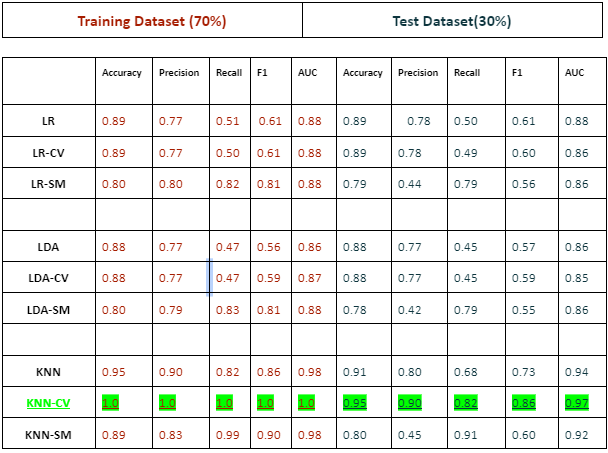 Training Dataset (70%) Test Dataset(30%)
Accuracy Precision Recall F1 AUC Accuracy Precision Recall F1 AUC
LR 0.89 0.77 0.51 0.61 0.88 0.89 0.78 0.50 0.61 0.88
LR-CV 0.89 0.77 0.50 0.61 0.88 0.89 0.78 0.49 0.60 0.86
LR-SM 0.80 0.80 0.82 0.81 0.88 0.79 0.44 0.79 0.56 0.86
LDA 0.88 0.77 0.47 0.56 0.86 0.88 0.77 0.45 0.57 0.86
LDA-CV 0.88 0.77 0.47 0.59 0.87 0.88 0.77 0.45 0.59 0.85
LDA-SM 0.80 0.79 0.83 0.81 0.88 0.78 0.42 0.79 0.55 0.86
KNN 0.95 0.90 0.82 0.86 0.98 0.91 0.80 0.68 0.73 0.94
KNN-CV 1.0 1.0 1.0 1.0 1.0 0.95 0.90 0.82 0.86 0.97
KNN-SM 0.89 0.83 0.99 0.90 0.98 0.80 0.45 0.91 0.60 0.92